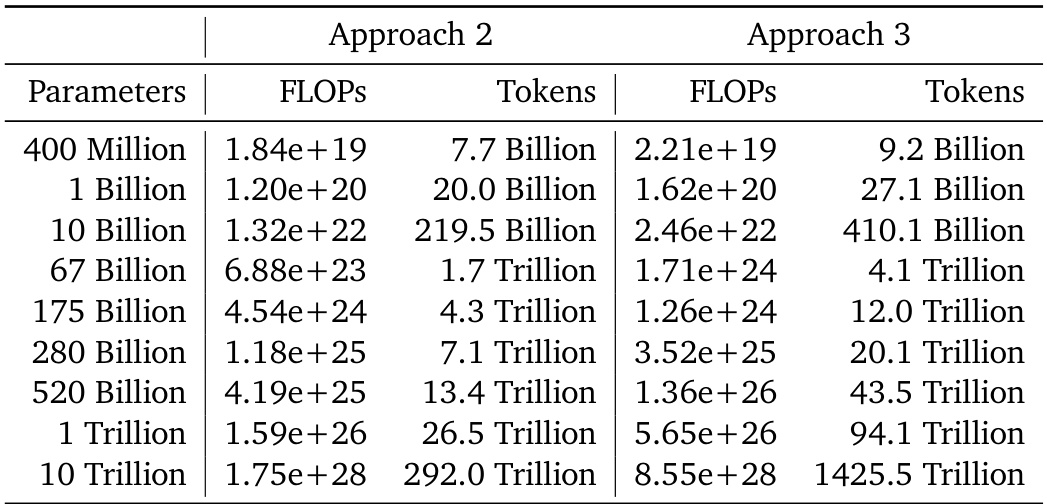 Approach 2 Approach 3
Parameters FLOPs Tokens FLOPs Tokens
400 Million 1.84e+19 7.7 Billion 2.21e+19 9.2 Billion
1 Billion 1.20e+20 20.0 Billion 1.62e+20 27.1 Billion
10 Billion 1.32e+22 219.5 Billion 2.46e+22 410.1 Billion
67 Billion 6.88e+23 1.7 Trillion 1.71e+24 4.1 Trillion
175 Billion 4.54e+24 4.3 Trillion 1.26e+24 12.0 Trillion
280 Billion 1.18e+25 7.1 Trillion 3.52e+25 20.1 Trillion
520 Billion 4.19e+25 13.4 Trillion 1.36e+26 43.5 Trillion
1 Trillion 1.59e+26 26.5 Trillion 5.65e+26 94.1 Trillion
10 Trillion 1.75e+28 292.0 Trillion 8.55e+28 1425.5 Trillion